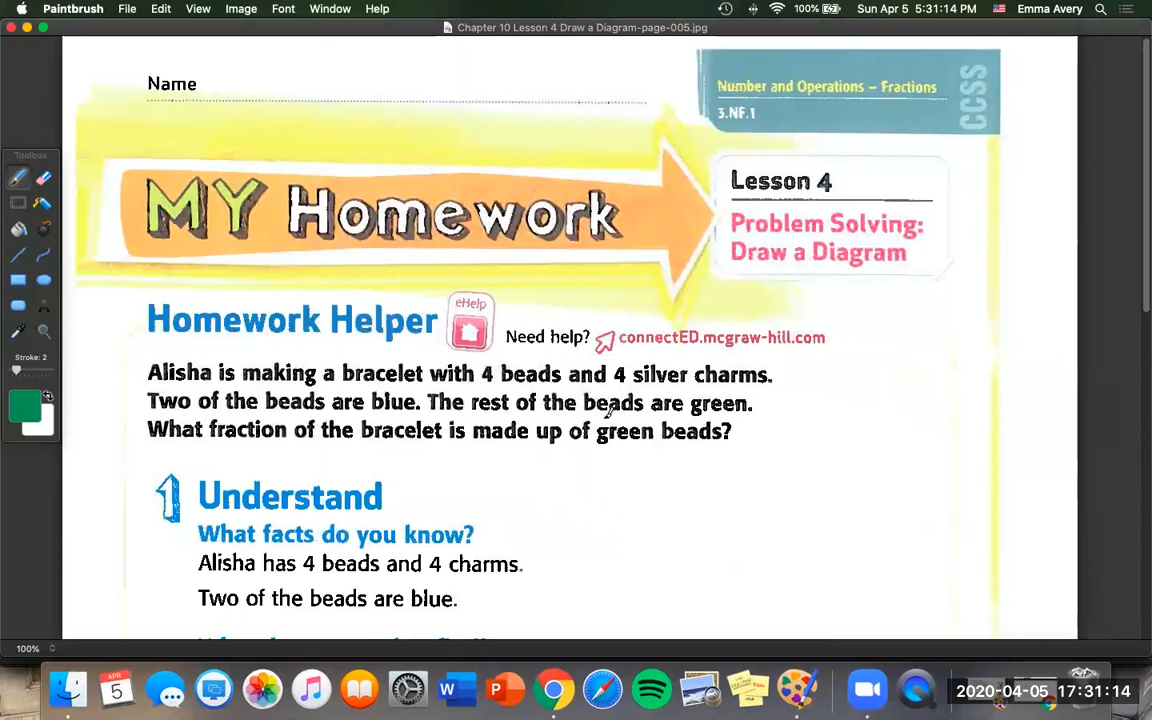 Paintbrush File Edit View Image Font Window Help 100% Sun Apr 5 5:31:14 PM Emma Avery
Chapter 10 Lesson 4 Draw a Diagram-page-005.jpg
Name
Number and Operations – Fractions
3.NF.1
CCSS
Toolbox
MY Homework
Lesson 4
Problem Solving:
Draw a Diagram
Homework Helper
eHelp
Need help? connectED.mcgraw-hill.com
Stroke: 2
Alisha is making a bracelet with 4 beads and 4 silver charms.
Two of the beads are blue. The rest of the beads are green.
What fraction of the bracelet is made up of green beads?
Understand
What facts do you know?
Alisha has 4 beads and 4 charms.
Two of the beads are blue.
100%
APR
5
W
P
2020-04-05 17:31:14